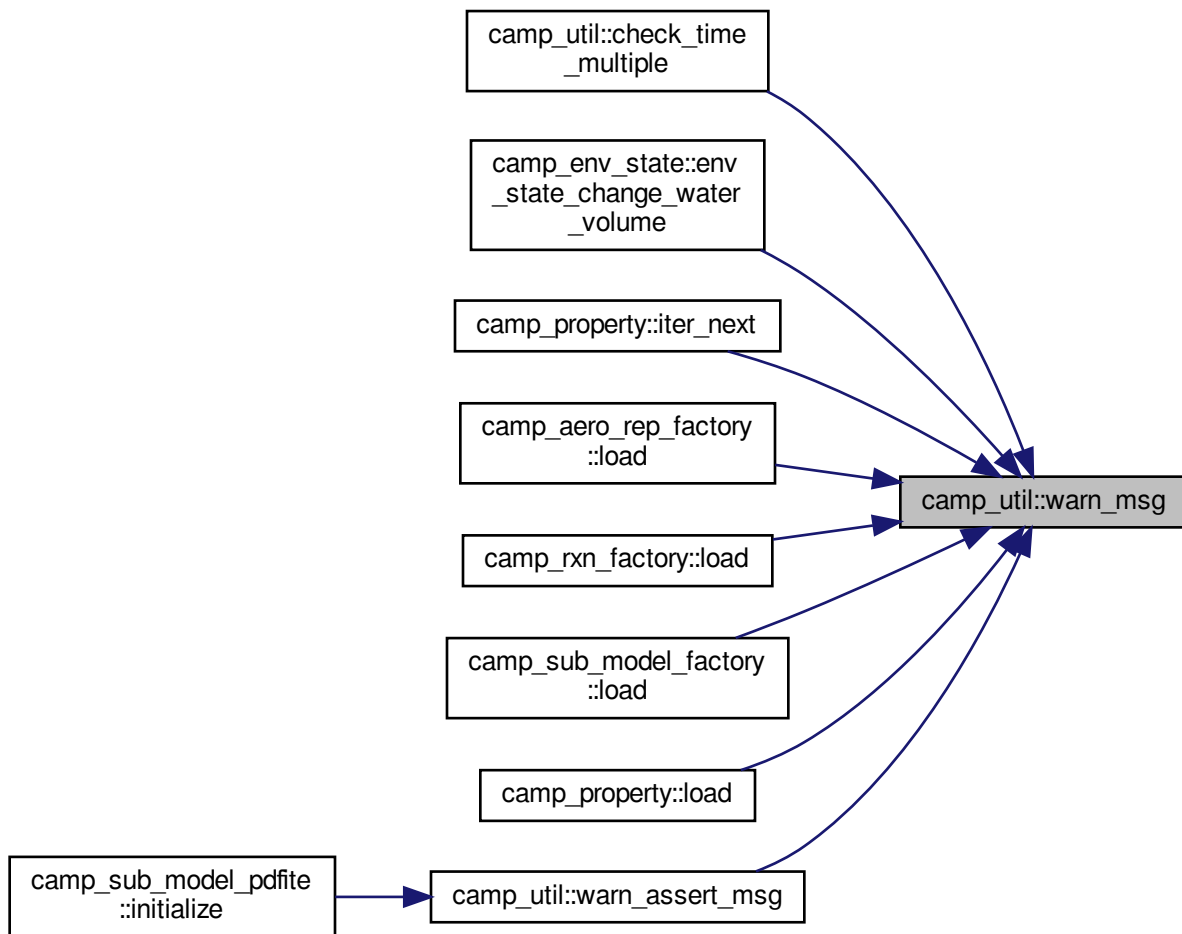 camp_util::check_time
_multiple
camp_env_state::env
_state_change_water
_volume
camp_property::iter_next
camp_aero_rep_factory
::load
camp_util::warn_msg
camp_rxn_factory::load
camp_sub_model_factory
::load
camp_property::load
camp_sub_model_pdfite
::initialize
camp_util::warn_assert_msg